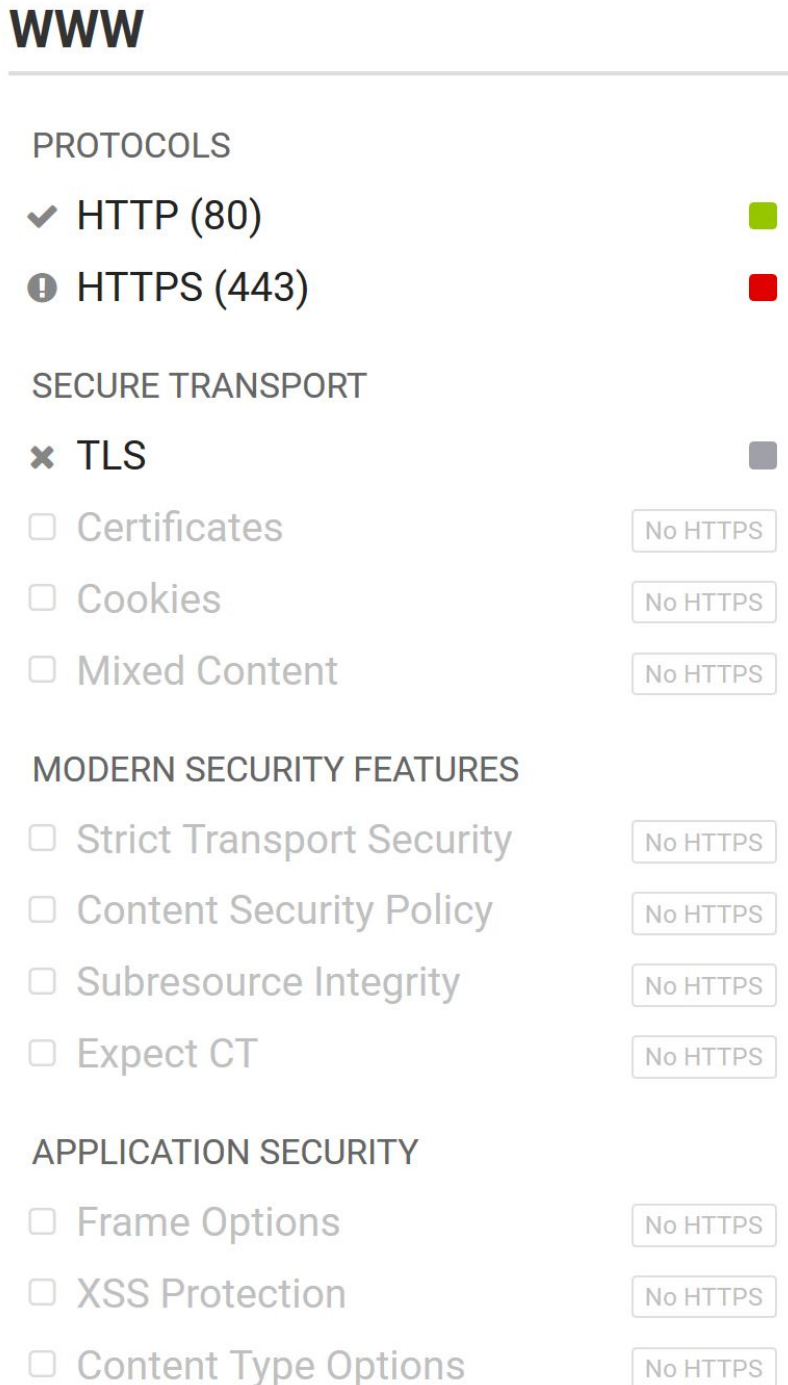 WWW
PROTOCOLS
HTTP (80)
HTTPS (443)
SECURE TRANSPORT
TLS
Certificates No HTTPS
Cookies No HTTPS
Mixed Content No HTTPS
MODERN SECURITY FEATURES
Strict Transport Security No HTTPS
Content Security Policy No HTTPS
Subresource Integrity No HTTPS
Expect CT No HTTPS
APPLICATION SECURITY
Frame Options No HTTPS
XSS Protection No HTTPS
Content Type Options No HTTPS